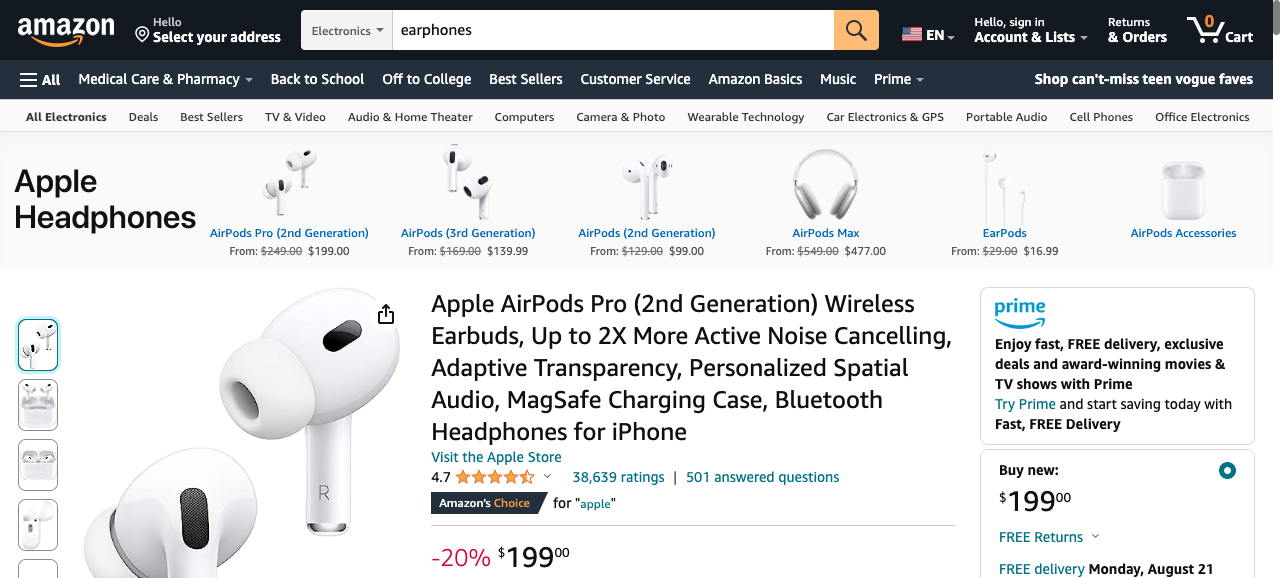 amazon
Hello
Select your address
Electronics
earphones
EN
Hello, sign in
Account & Lists
Returns
& Orders
0
Cart
All
Medical Care & Pharmacy
Back to School
Off to College
Best Sellers
Customer Service
Amazon Basics
Music
Prime
Shop can't-miss teen vogue faves
All Electronics
Deals
Best Sellers
TV & Video
Audio & Home Theater
Computers
Camera & Photo
Wearable Technology
Car Electronics & GPS
Portable Audio
Cell Phones
Office Electronics
Apple
Headphones
AirPods Pro (2nd Generation)
From: $249.00 $199.00
AirPods (3rd Generation)
From: $169.00 $139.99
AirPods (2nd Generation)
From: $129.00 $99.00
AirPods Max
From: $549.00 $477.00
EarPods
From: $29.00 $16.99
AirPods Accessories
R
Apple AirPods Pro (2nd Generation) Wireless
Earbuds, Up to 2X More Active Noise Cancelling,
Adaptive Transparency, Personalized Spatial
Audio, MagSafe Charging Case, Bluetooth
Headphones for iPhone
Visit the Apple Store
4.7
38,639 ratings | 501 answered questions
Amazon's Choice for "apple"
-20% $19900
prime
Enjoy fast, FREE delivery, exclusive
deals and award-winning movies &
TV shows with Prime
Try Prime and start saving today with
Fast, FREE Delivery
Buy new:
$19900
FREE Returns
FREE delivery Monday, August 21